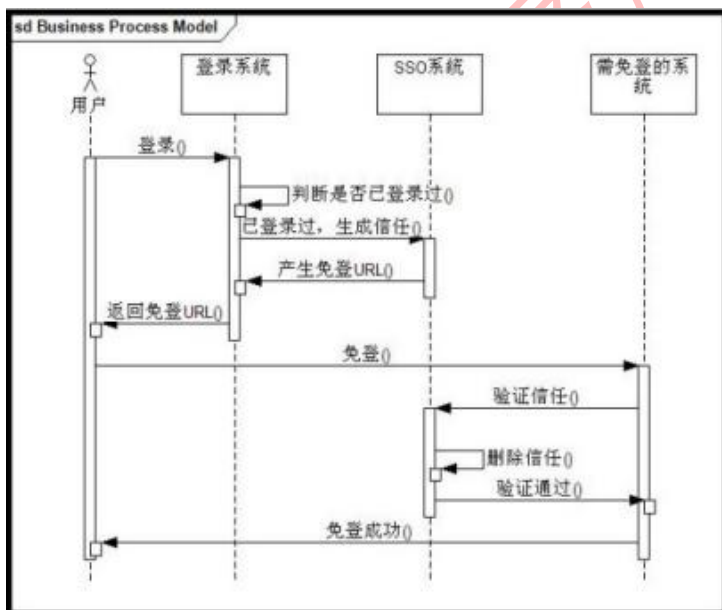 sd Business Process Model
登录系统
SSO系统
需免登的系
统
用户
登录()
判断是否已登录过()
已登录过，生成信任()
产生免登URL()
返回免登URL()
免登()
验证信任()
删除信任()
验证通过()
免登成功()